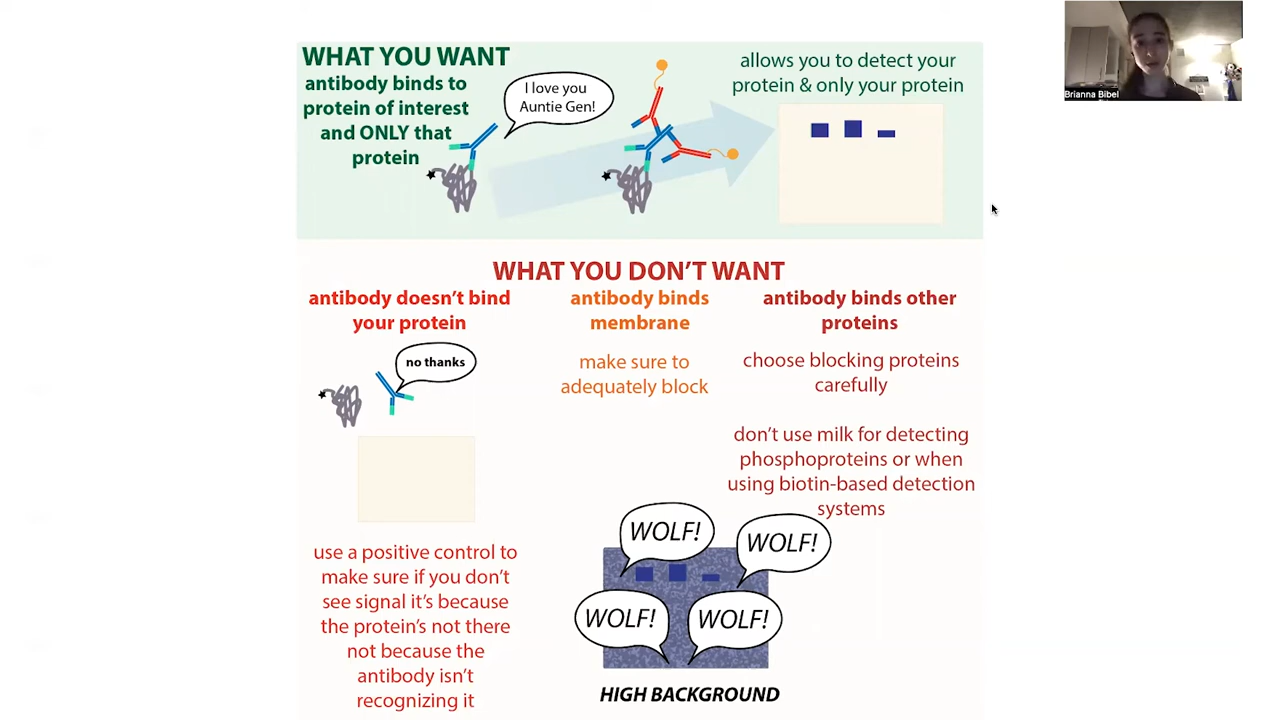 WHAT YOU WANT
antibody binds to
protein of interest
and ONLY that
protein
I love you
Auntie Gen!
allows you to detect your
protein & only your protein
Brianna Bibel
WHAT YOU DON'T WANT
antibody doesn't bind
your protein
no thanks
use a positive control to
make sure if you don't
see signal it's because
the protein's not there
not because the
antibody isn't
recognizing it
antibody binds
membrane
make sure to
adequately block
antibody binds other
proteins
choose blocking proteins
carefully
don't use milk for detecting
phosphoproteins or when
using biotin-based detection
systems
WOLF!
WOLF!
WOLF!
WOLF!
HIGH BACKGROUND